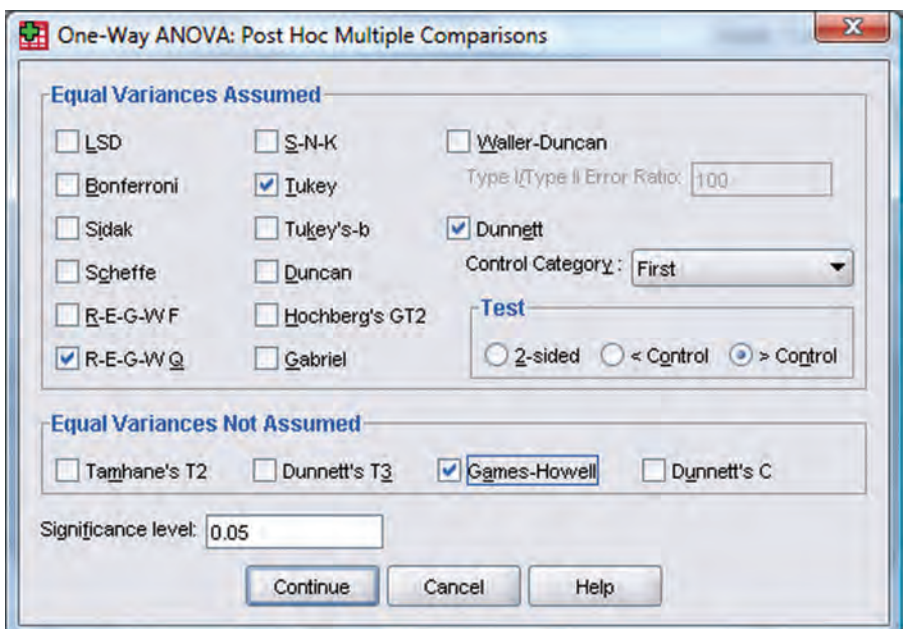 One-Way ANOVA: Post Hoc Multiple Comparisons
Equal Variances Assumed
LSD S-N-K Waller-Duncan
Type I/Type II Error Ratio: 100
Bonferroni Tukey
Sidak Tukey's-b Dunnett
Scheffe Duncan Control Category: First
R-E-G-W F Hochberg's GT2 Test
R-E-G-W Q Gabriel 2-sided < Control > Control
Equal Variances Not Assumed
Tamhane's T2 Dunnett's T3 Games-Howell Dunnett's C
Significance level: 0.05
Continue Cancel Help